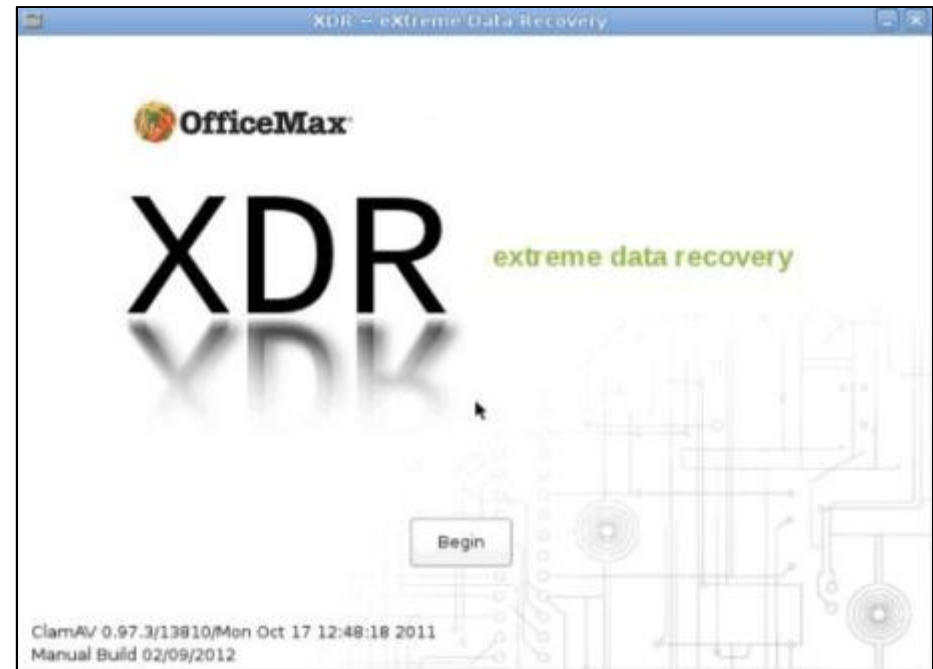 XDR — eXtreme Data Recovery
OfficeMax
XDR
extreme data recovery
Begin
ClamAV 0.97.3/13810/Mon Oct 17 12:48:18 2011
Manual Build 02/09/2012